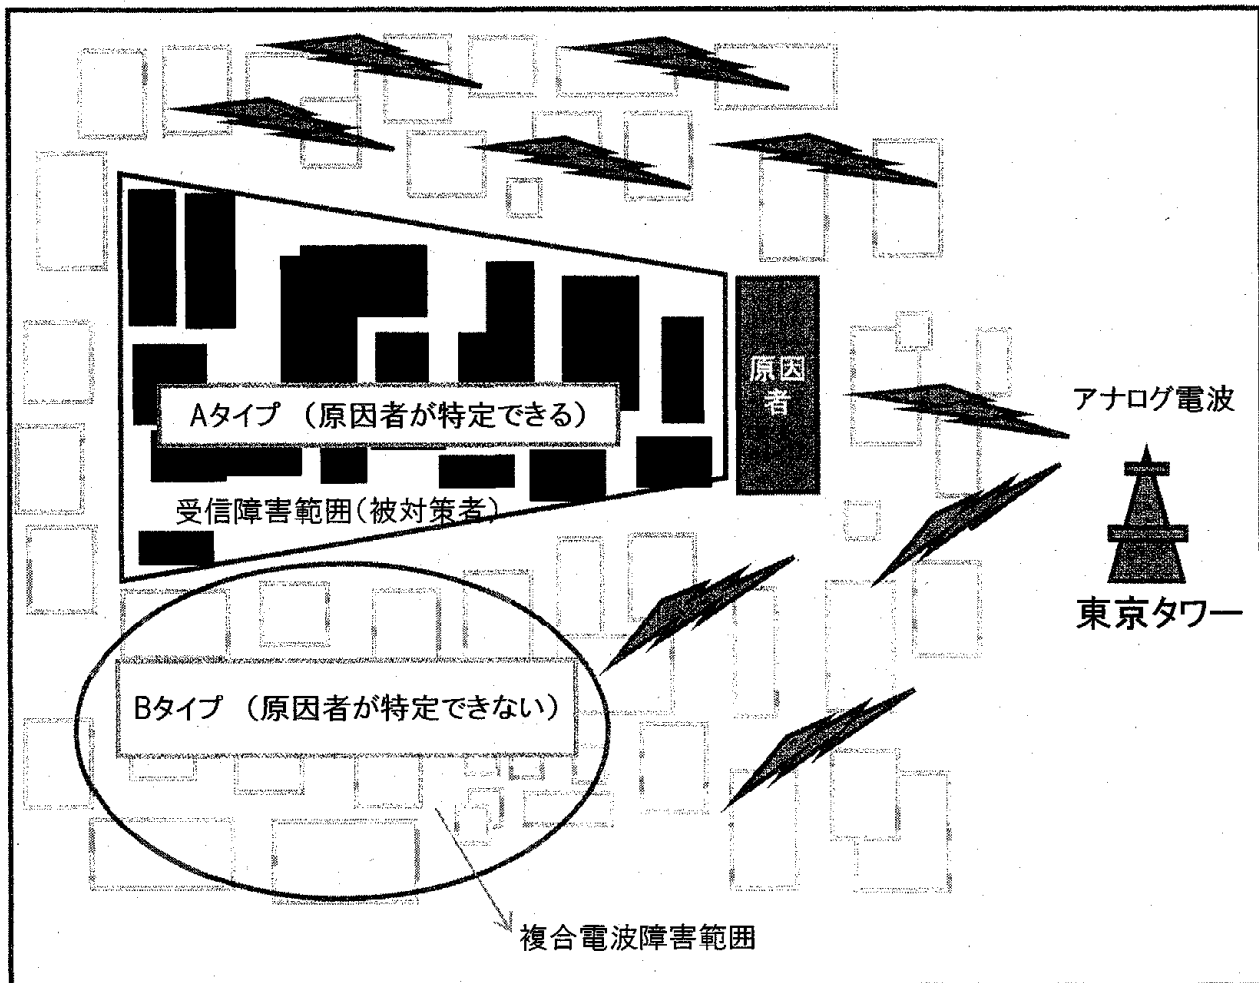 原因
者
アナログ電波
Aタイプ （原因者が特定できる）
受信障害範囲（被対策者）
東京タワー
Bタイプ （原因者が特定できない）
複合電波障害範囲